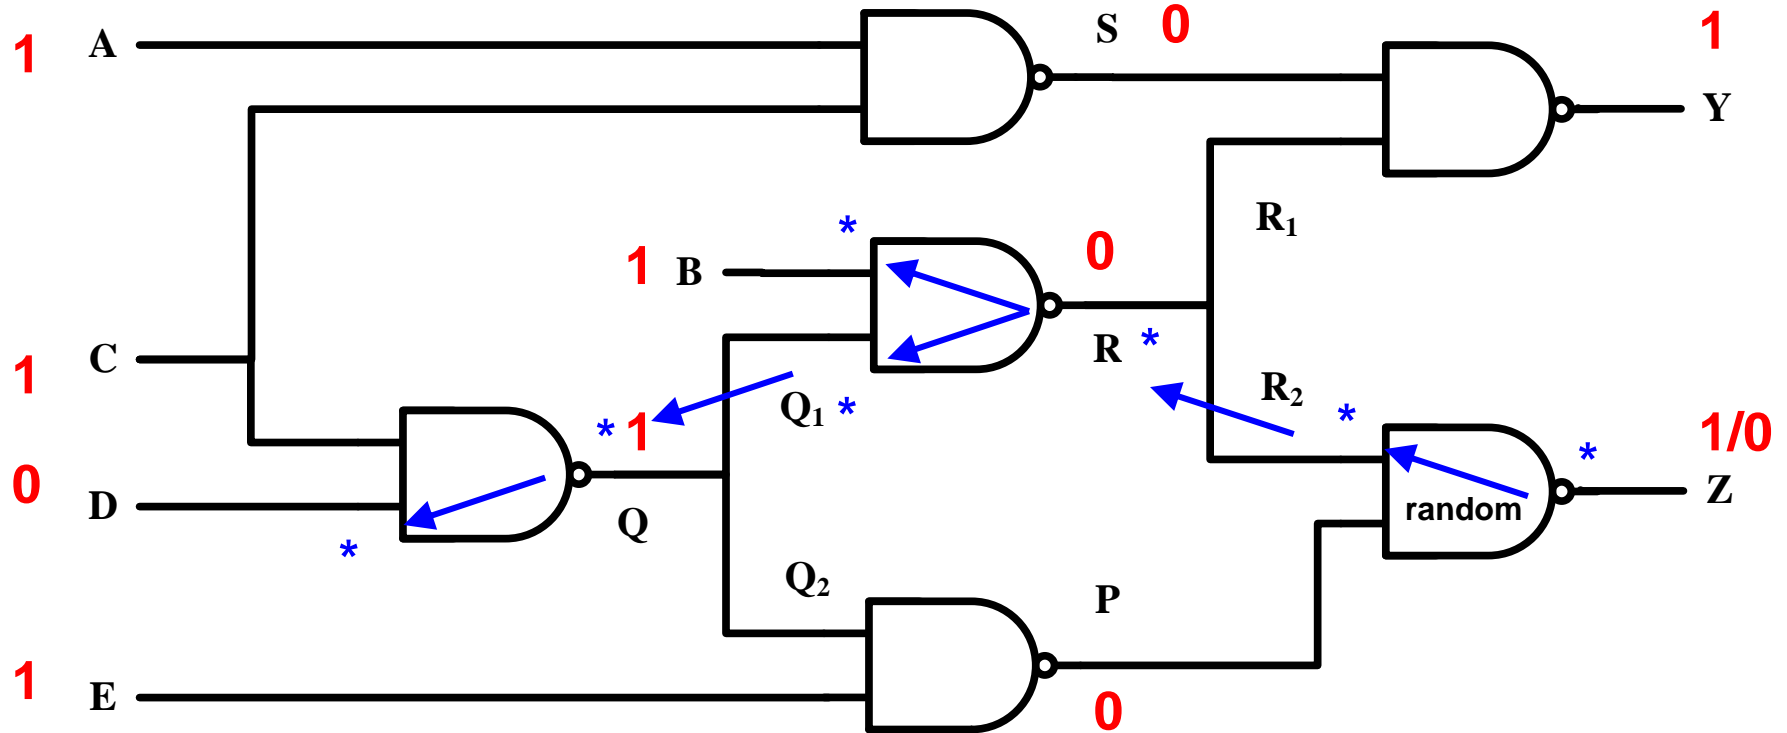 1 A S 0 1
Y
R₁
*
1 B 0
R *
1 C
R₂ *
Q₁ *
* 1
1/0
*
0 D
random
Z
Q
*
Q₂
P
1 E
0